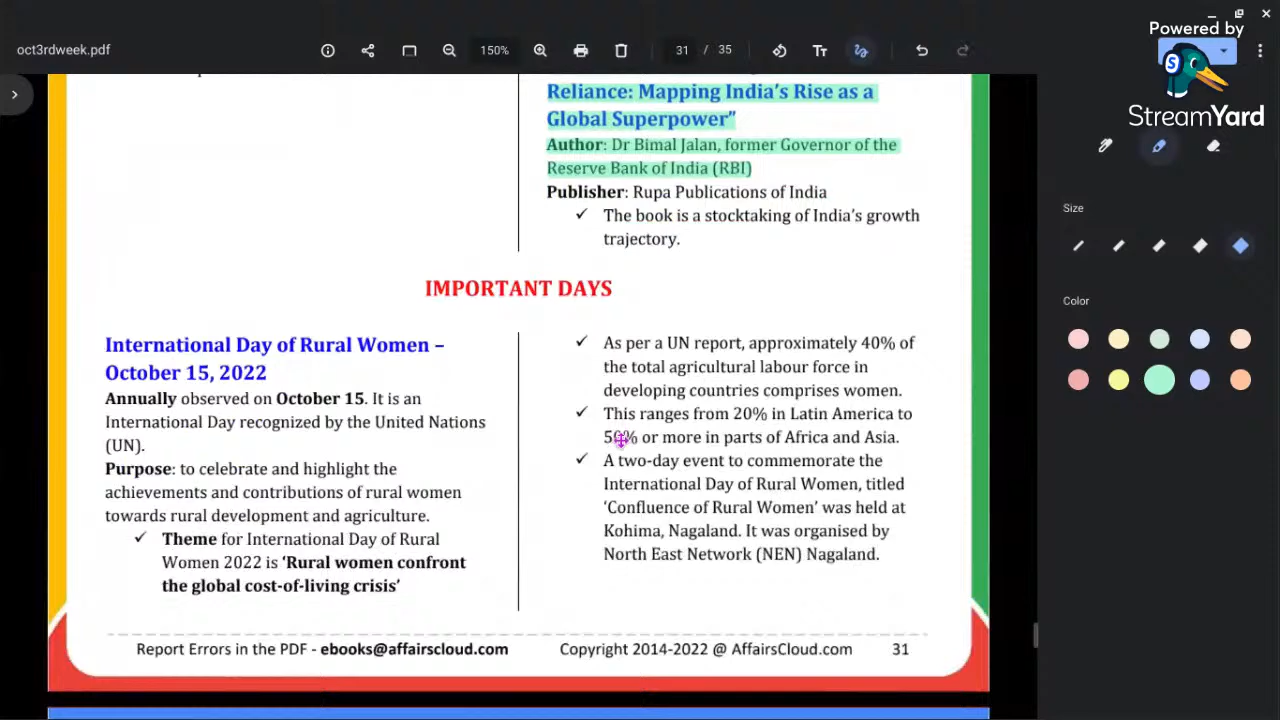 Powered by
StreamYard
oct3rdweek.pdf
150%
31 / 35
Size
Color
Reliance: Mapping India's Rise as a
Global Superpower"
Author: Dr Bimal Jalan, former Governor of the
Reserve Bank of India (RBI)
Publisher: Rupa Publications of India
✓ The book is a stocktaking of India's growth
trajectory.
IMPORTANT DAYS
International Day of Rural Women –
October 15, 2022
Annually observed on October 15. It is an
International Day recognized by the United Nations
(UN).
Purpose: to celebrate and highlight the
achievements and contributions of rural women
towards rural development and agriculture.
✓ Theme for International Day of Rural
Women 2022 is ‘Rural women confront
the global cost-of-living crisis’
✓ As per a UN report, approximately 40% of
the total agricultural labour force in
developing countries comprises women.
✓ This ranges from 20% in Latin America to
50% or more in parts of Africa and Asia.
✓ A two-day event to commemorate the
International Day of Rural Women, titled
‘Confluence of Rural Women’ was held at
Kohima, Nagaland. It was organised by
North East Network (NEN) Nagaland.
Report Errors in the PDF - ebooks@affairscloud.com
Copyright 2014-2022 @ AffairsCloud.com
31